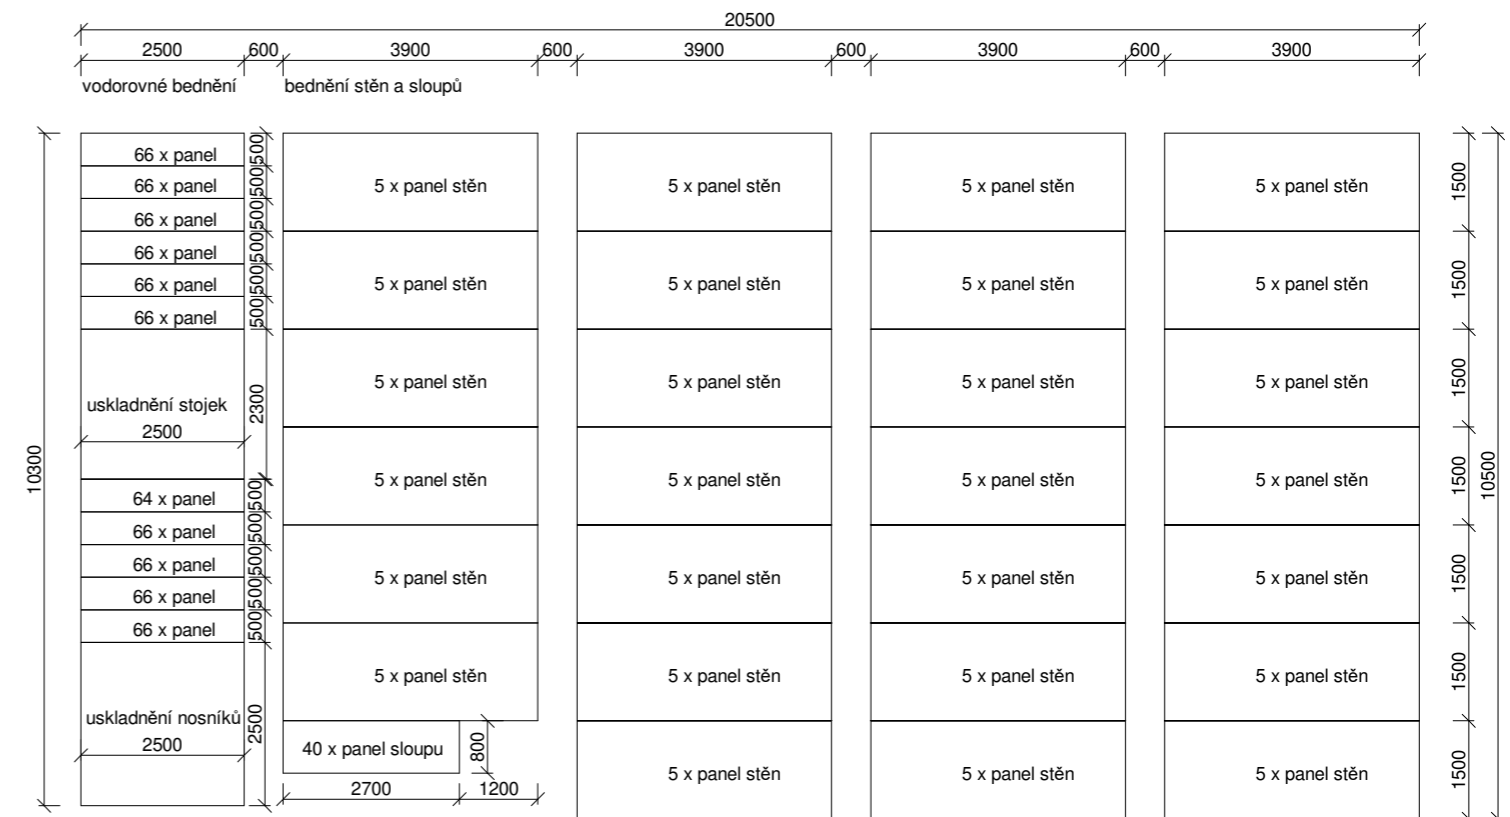 20500
2500 600 3900 600 3900 600 3900 600 3900
vodorovné bednění bednění stěn a sloupů
66 x panel 500
66 x panel 500
66 x panel 500
66 x panel 500
66 x panel 500
66 x panel 500
uskladnění stojek 2300
2500
10300
64 x panel 500
66 x panel 500
66 x panel 500
66 x panel 500
66 x panel 500
uskladnění nosníků 2500
2500
5 x panel stěn 5 x panel stěn 5 x panel stěn 5 x panel stěn 1500
5 x panel stěn 5 x panel stěn 5 x panel stěn 5 x panel stěn 1500
5 x panel stěn 5 x panel stěn 5 x panel stěn 5 x panel stěn 1500
5 x panel stěn 5 x panel stěn 5 x panel stěn 5 x panel stěn 1500
10500
5 x panel stěn 5 x panel stěn 5 x panel stěn 5 x panel stěn 1500
5 x panel stěn 5 x panel stěn 5 x panel stěn 5 x panel stěn 1500
40 x panel sloupu 800 5 x panel stěn 5 x panel stěn 5 x panel stěn 1500
2700 1200